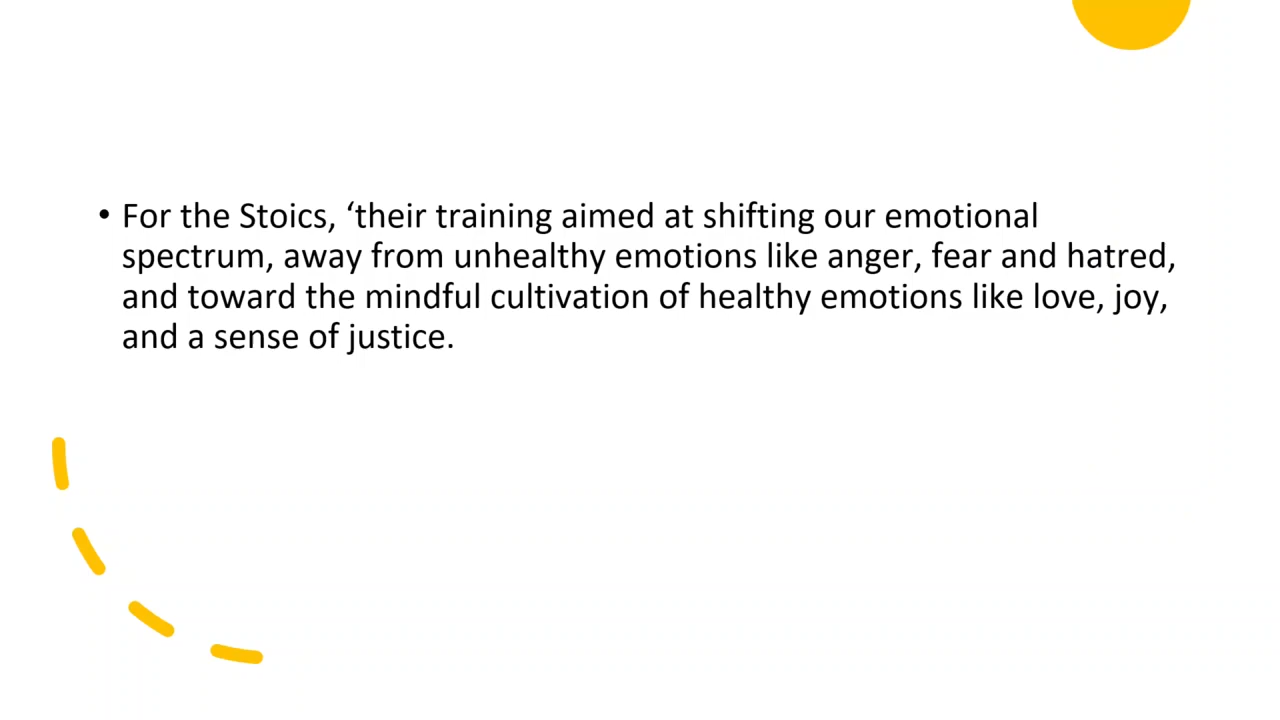 • For the Stoics, ‘their training aimed at shifting our emotional
spectrum, away from unhealthy emotions like anger, fear and hatred,
and toward the mindful cultivation of healthy emotions like love, joy,
and a sense of justice.